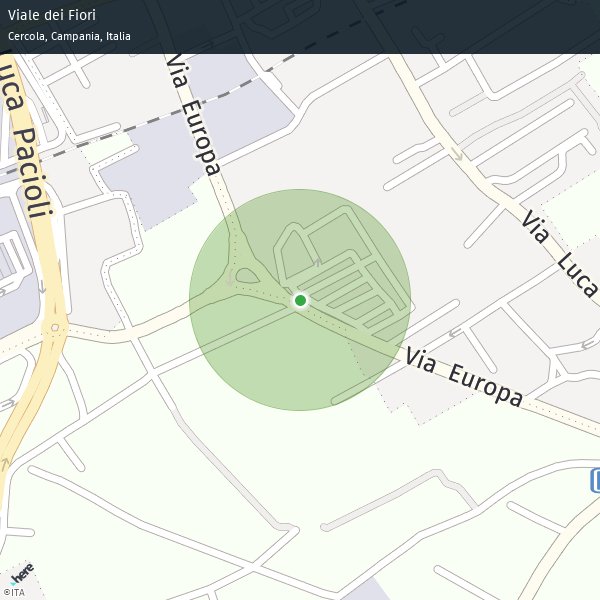 Viale dei Fiori
Cercola, Campania, Italia
Luca Pacioli
Via Europa
Via Luca
Via Europa
here
©ITA